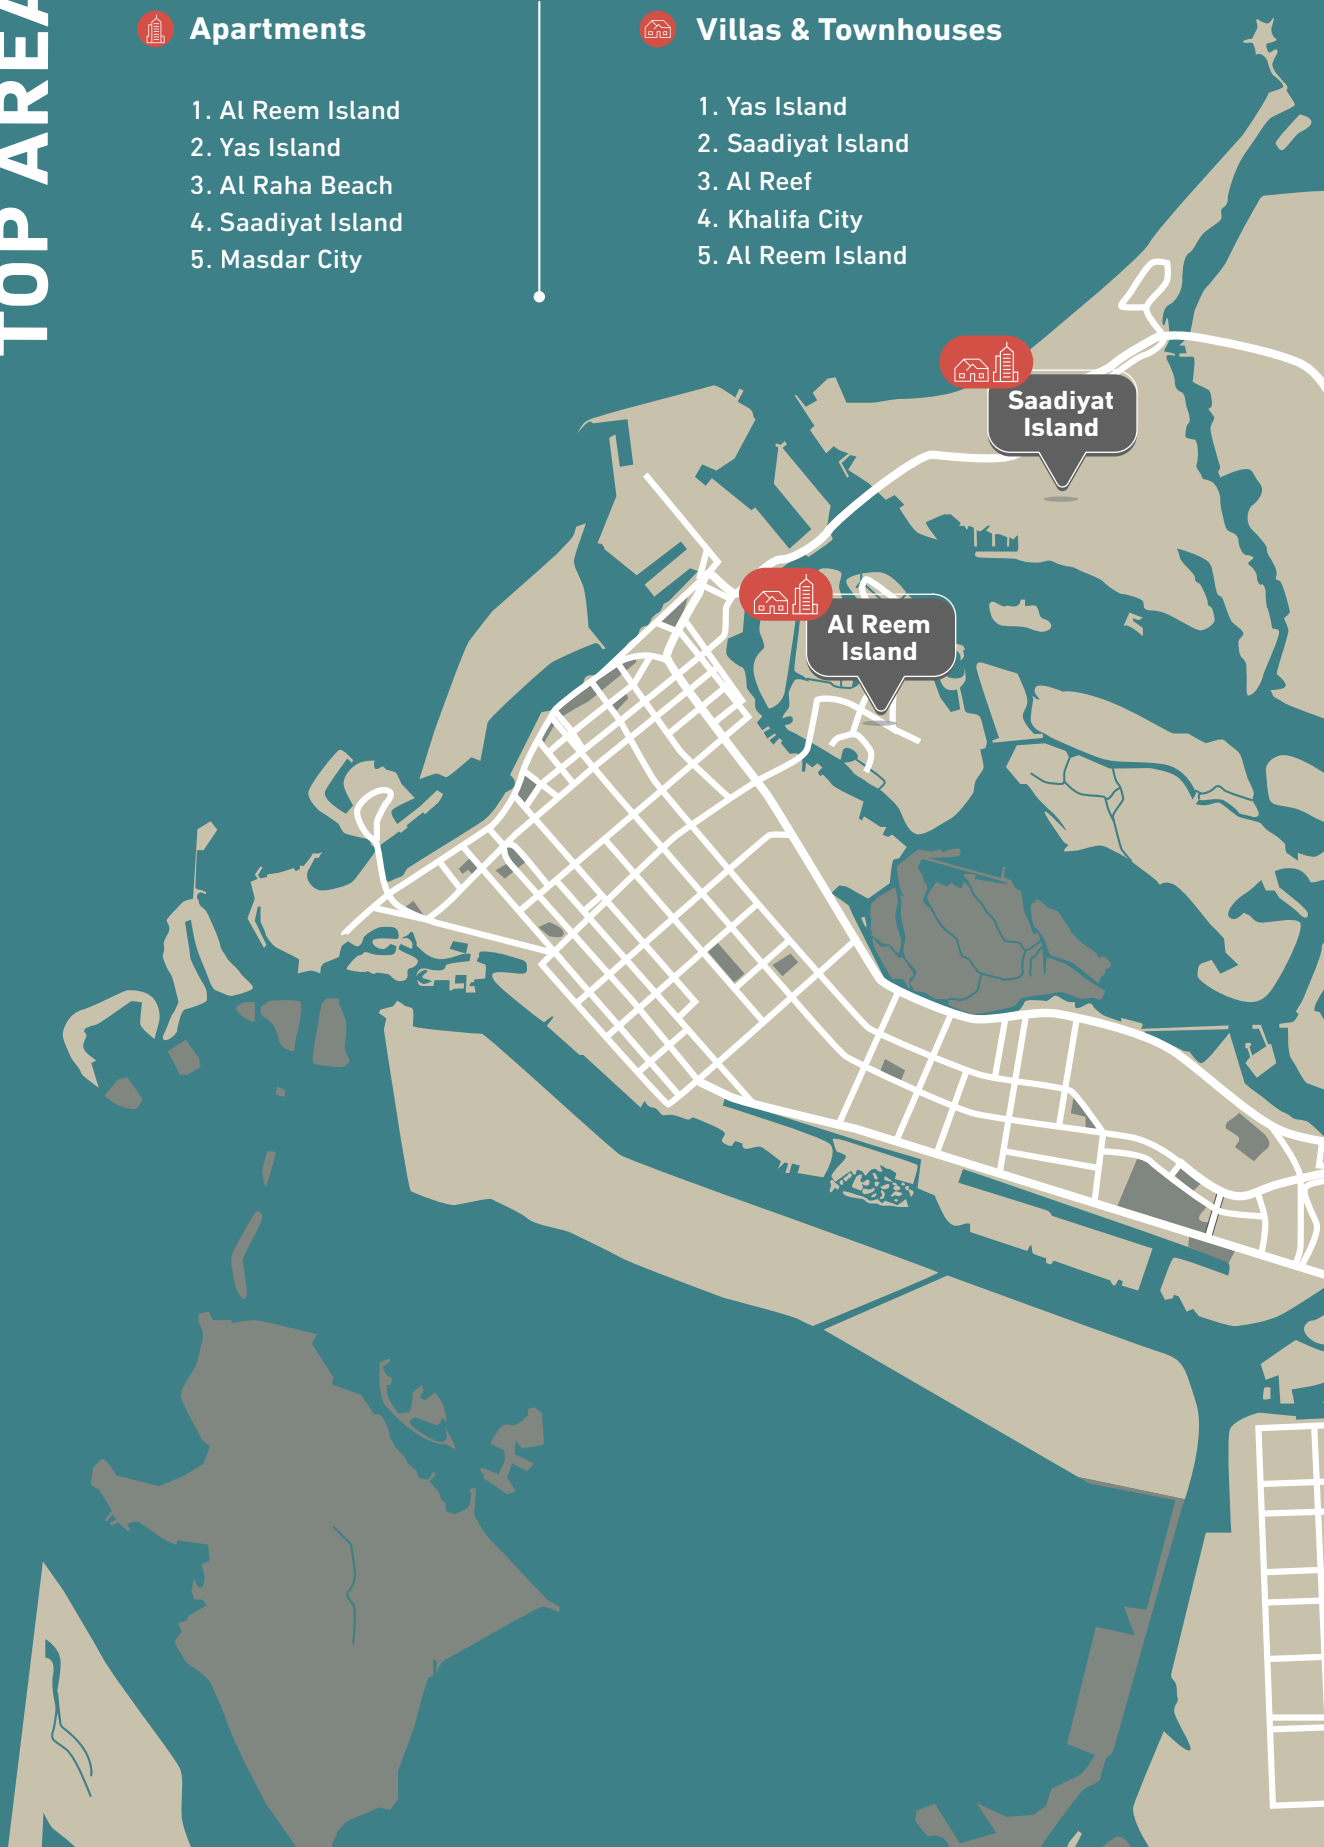 TOP AREA
Apartments
1. Al Reem Island
2. Yas Island
3. Al Raha Beach
4. Saadiyat Island
5. Masdar City
Villas & Townhouses
1. Yas Island
2. Saadiyat Island
3. Al Reef
4. Khalifa City
5. Al Reem Island
Saadiyat
Island
Al Reem
Island